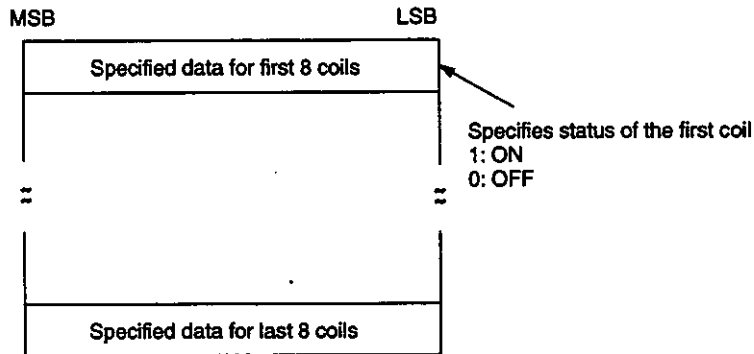 MSB LSB
Specified data for first 8 coils
Specifies status of the first coil
1: ON
0: OFF
Specified data for last 8 coils